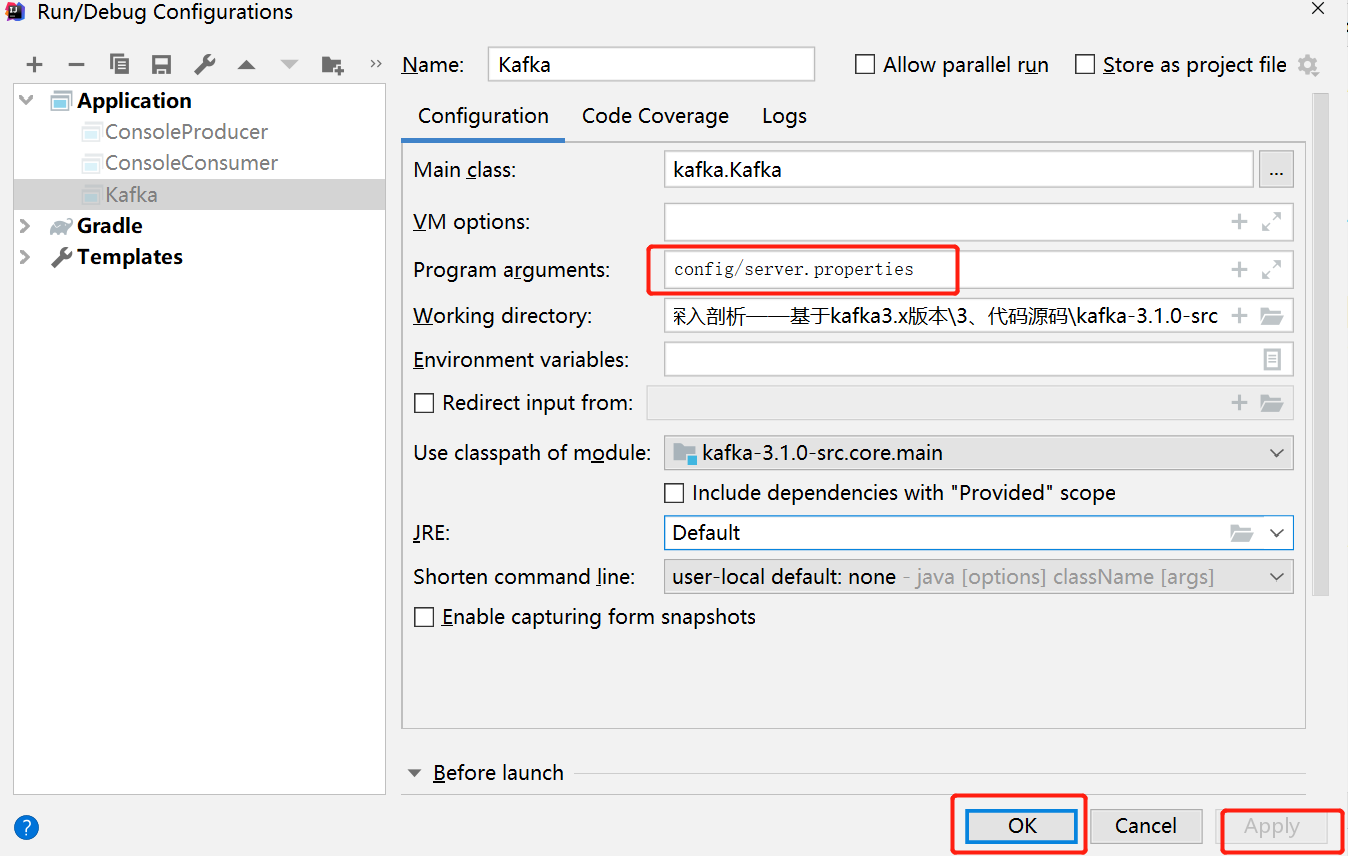 Run/Debug Configurations
Name: Kafka
Allow parallel run
Store as project file
Application
ConsoleProducer
ConsoleConsumer
Kafka
Gradle
Templates
Configuration Code Coverage Logs
Main class: kafka.Kafka ...
VM options:
Program arguments: config/server.properties
Working directory: 深入剖析——基于kafka3.x版本\3、代码源码\kafka-3.1.0-src
Environment variables:
Redirect input from:
Use classpath of module: kafka-3.1.0-src.core.main
Include dependencies with "Provided" scope
JRE: Default
Shorten command line: user-local default: none - java [options] className [args]
Enable capturing form snapshots
Before launch
? OK Cancel Apply